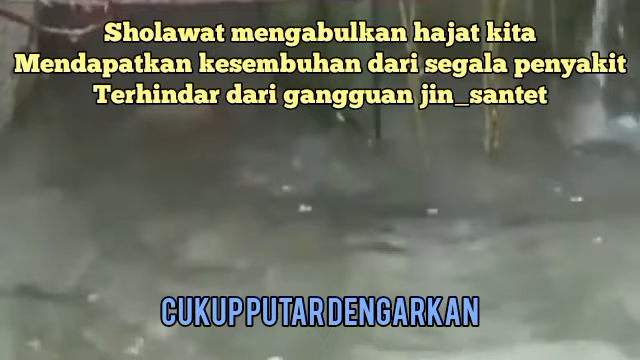 Sholawat mengabulkan hajat kita
Mendapatkan kesembuhan dari segala penyakit
Terhindar dari gangguan jin_santet
CUKUP PUTAR DENGARKAN